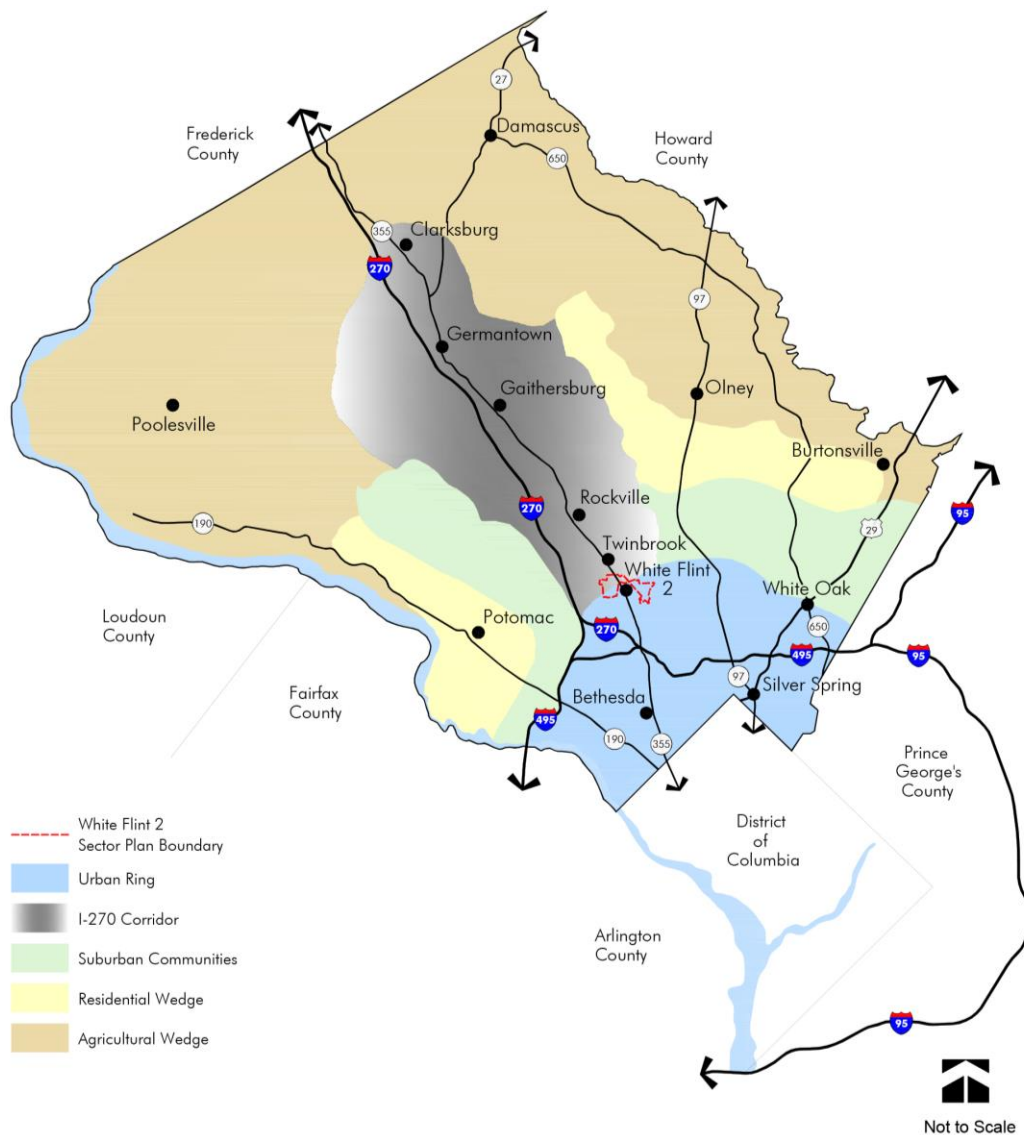 27
Damascus
Frederick
County
Howard
County
650
355
Clarksburg
270
97
Germantown
Gaithersburg
Olney
Poolesville
Burtonsville
270
Rockville
95
190
29
Twinbrook
White Flint
2
White Oak
Loudoun
County
Potomac
270
650
495
95
Fairfax
County
97
Silver Spring
Bethesda
495
190
355
Prince
George's
County
White Flint 2
Sector Plan Boundary
District
of
Columbia
Urban Ring
I-270 Corridor
Arlington
County
Suburban Communities
Residential Wedge
Agricultural Wedge
95
Not to Scale